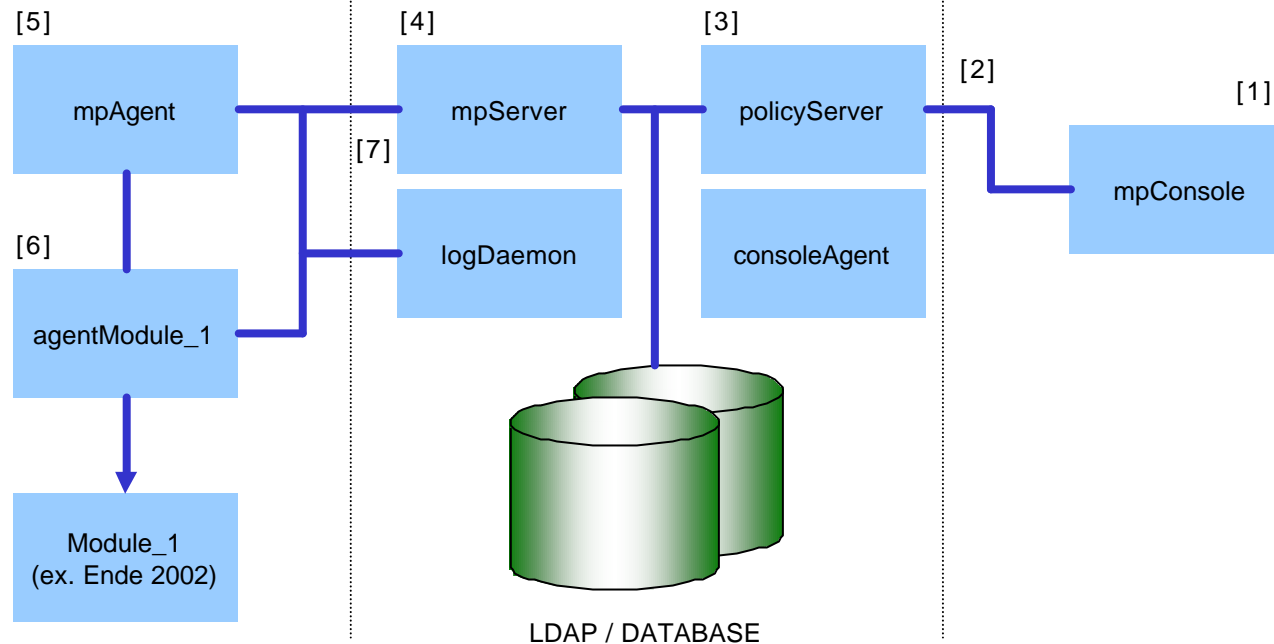 [5]
mpAgent
[6]
agentModule_1
Module_1
(ex. Ende 2002)
[4]
mpServer
[7]
logDaemon
[3]
policyServer
consoleAgent
LDAP / DATABASE
[2]
[1]
mpConsole